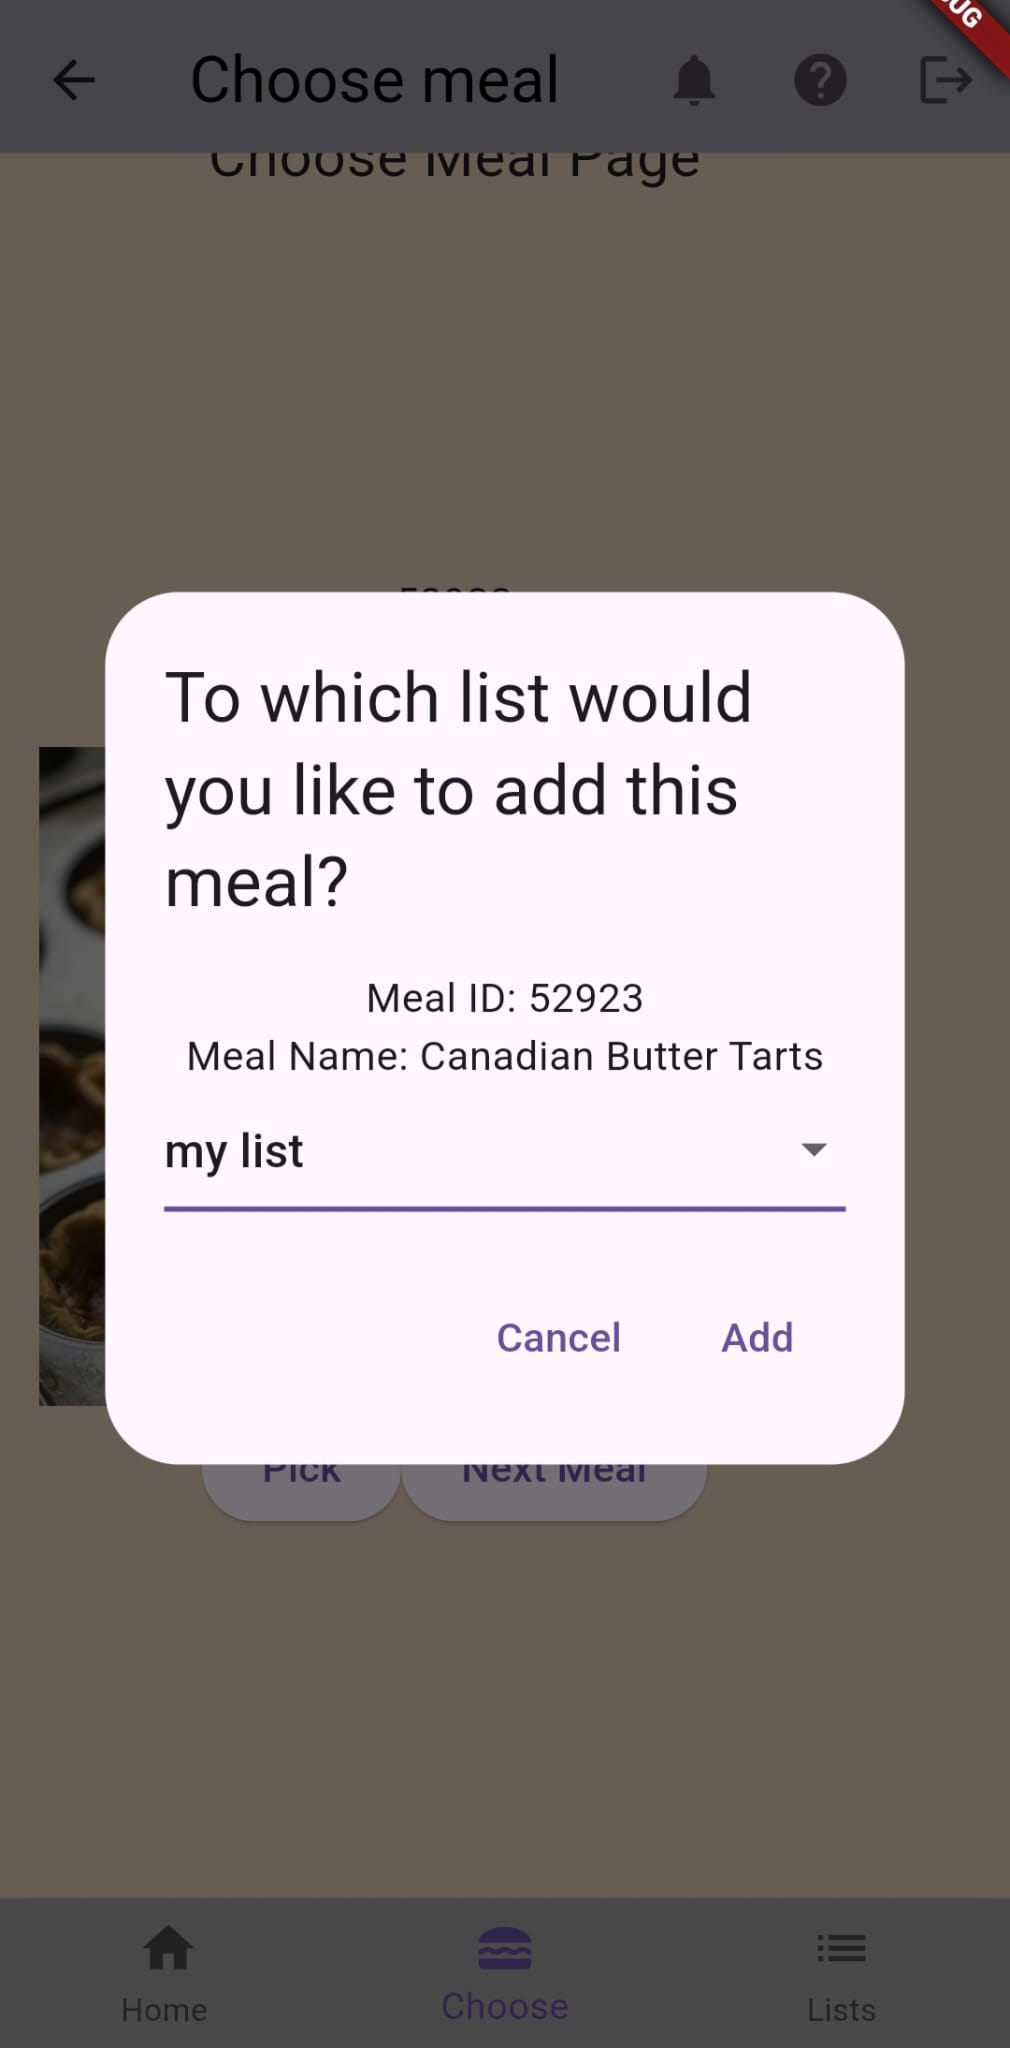 UG
Choose meal
Choose Meal Page
To which list would
you like to add this
meal?
Meal ID: 52923
Meal Name: Canadian Butter Tarts
my list
Cancel
Add
Pick
Next Meal
Home
Choose
Lists